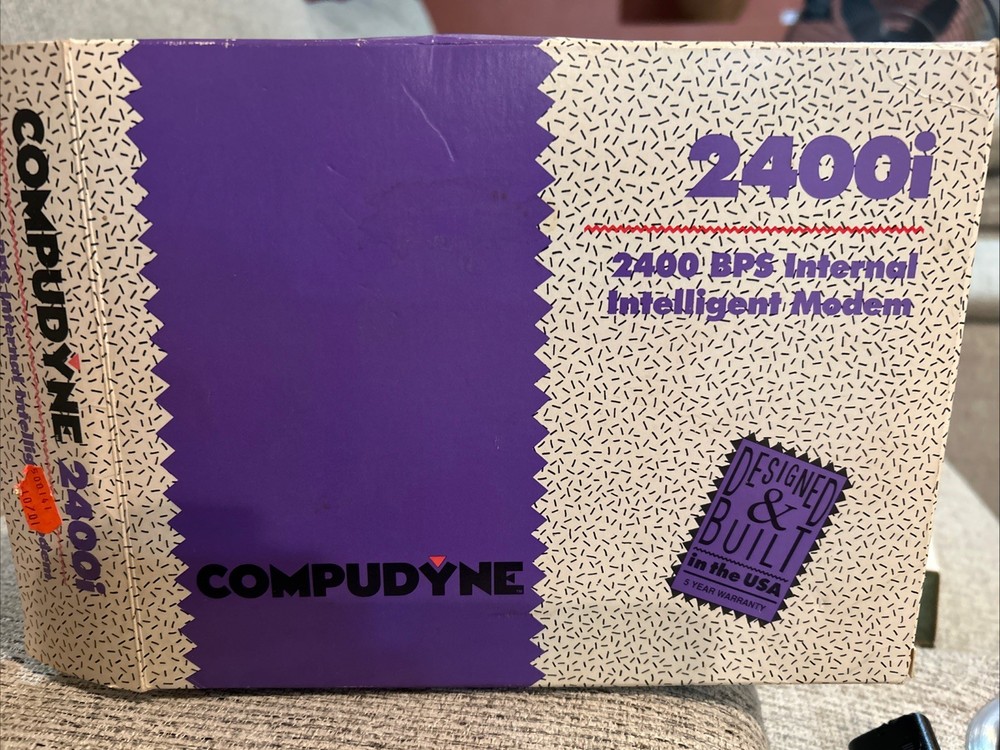 COMPUDYNE 2400i
2400i
2400 BPS Internal
Intelligent Modem
COMPUDYNE
DESIGNED
&
BUILT
in the USA
5 YEAR WARRANTY